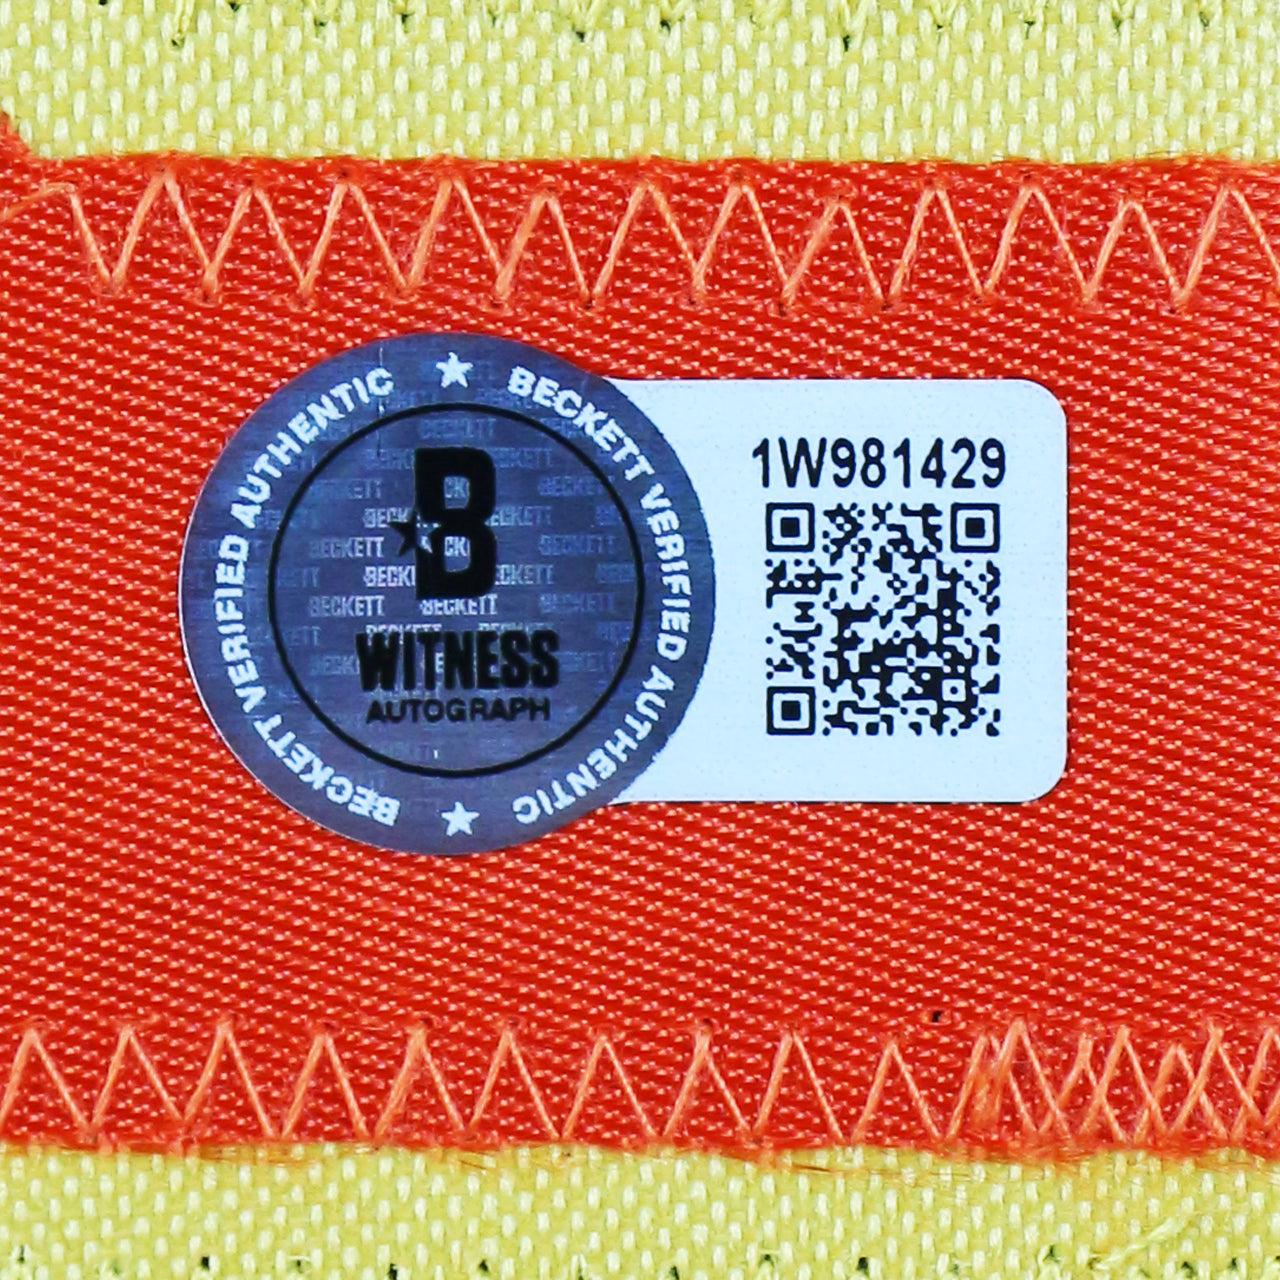 BECKETT VERIFIED AUTHENTIC ★ BECKETT VERIFIED AUTHENTIC ★
B
WITNESS
AUTOGRAPH
1W981429